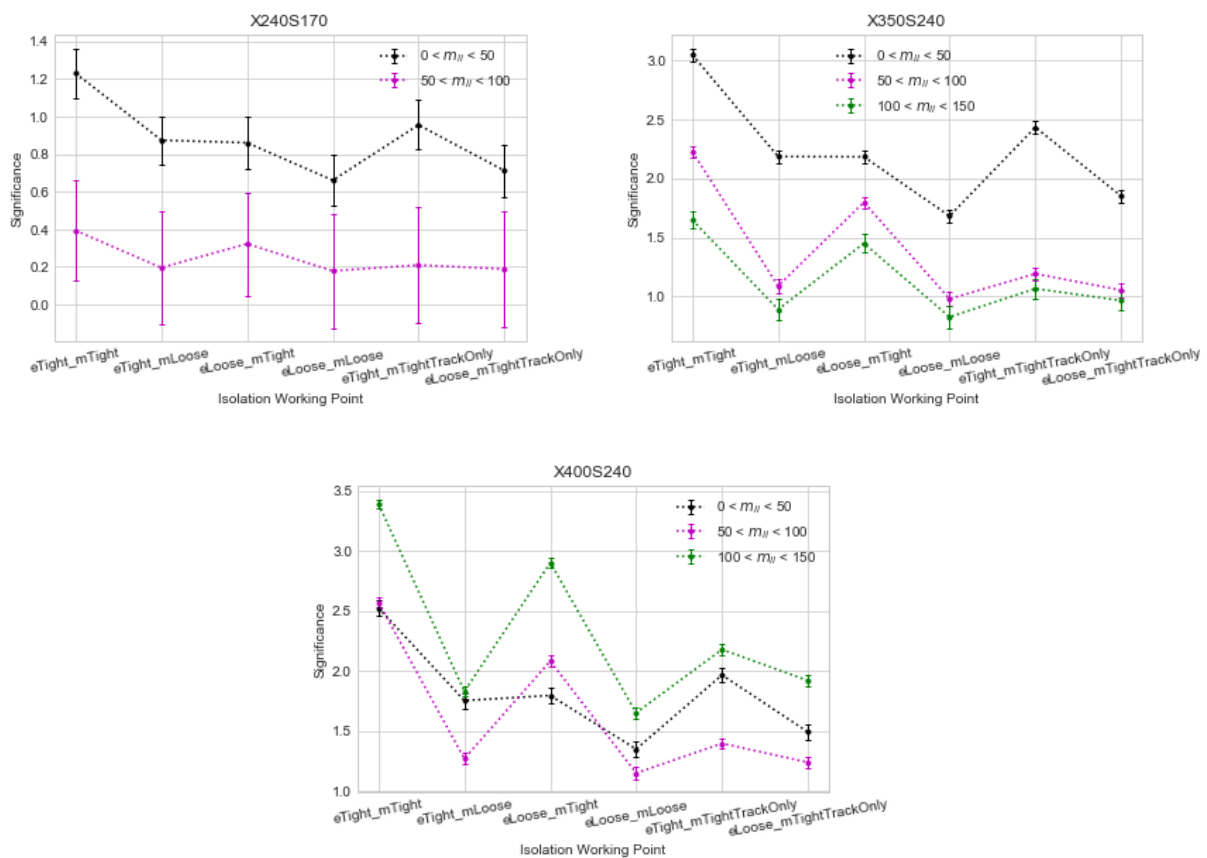 X240S170
1.4
1.2
1.0
0.8
0.6
0.4
0.2
0.0
Significance
0 < m_ll < 50
50 < m_ll < 100
eTight_mTight
eTight_mLoose
eLoose_mTight
eLoose_mLoose
eTight_mTightTrackOnly
eLoose_mTightTrackOnly
Isolation Working Point
X350S240
3.0
2.5
2.0
1.5
1.0
Significance
0 < m_ll < 50
50 < m_ll < 100
100 < m_ll < 150
eTight_mTight
eTight_mLoose
eLoose_mTight
eLoose_mLoose
eTight_mTightTrackOnly
eLoose_mTightTrackOnly
Isolation Working Point
X400S240
3.5
3.0
2.5
2.0
1.5
1.0
Significance
0 < m_ll < 50
50 < m_ll < 100
100 < m_ll < 150
eTight_mTight
eTight_mLoose
eLoose_mTight
eLoose_mLoose
eTight_mTightTrackOnly
eLoose_mTightTrackOnly
Isolation Working Point